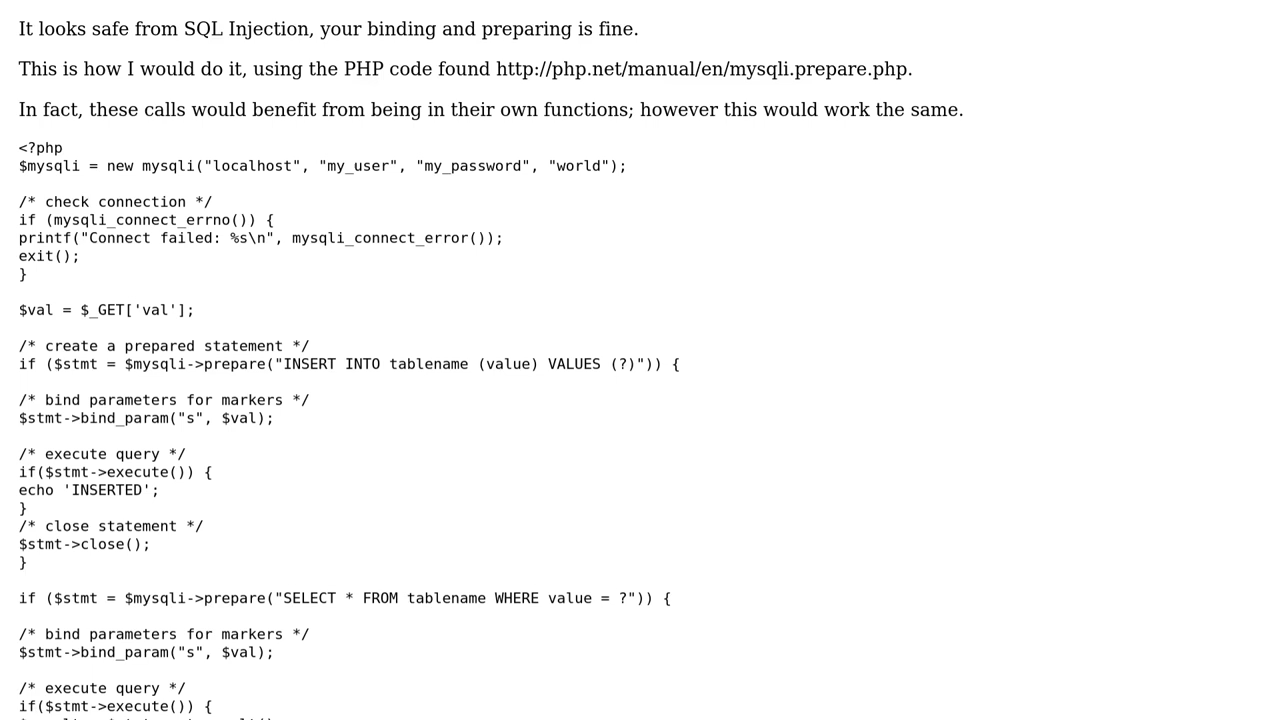 It looks safe from SQL Injection, your binding and preparing is fine.
This is how I would do it, using the PHP code found http://php.net/manual/en/mysqli.prepare.php.
In fact, these calls would benefit from being in their own functions; however this would work the same.
<?php
$mysqli = new mysqli("localhost", "my_user", "my_password", "world");
/* check connection */
if (mysqli_connect_errno()) {
printf("Connect failed: %s\n", mysqli_connect_error());
exit();
}
$val = $_GET['val'];
/* create a prepared statement */
if ($stmt = $mysqli->prepare("INSERT INTO tablename (value) VALUES (?)")) {
/* bind parameters for markers */
$stmt->bind_param("s", $val);
/* execute query */
if($stmt->execute()) {
echo 'INSERTED';
}
/* close statement */
$stmt->close();
}
if ($stmt = $mysqli->prepare("SELECT * FROM tablename WHERE value = ?")) {
/* bind parameters for markers */
$stmt->bind_param("s", $val);
/* execute query */
if($stmt->execute()) {